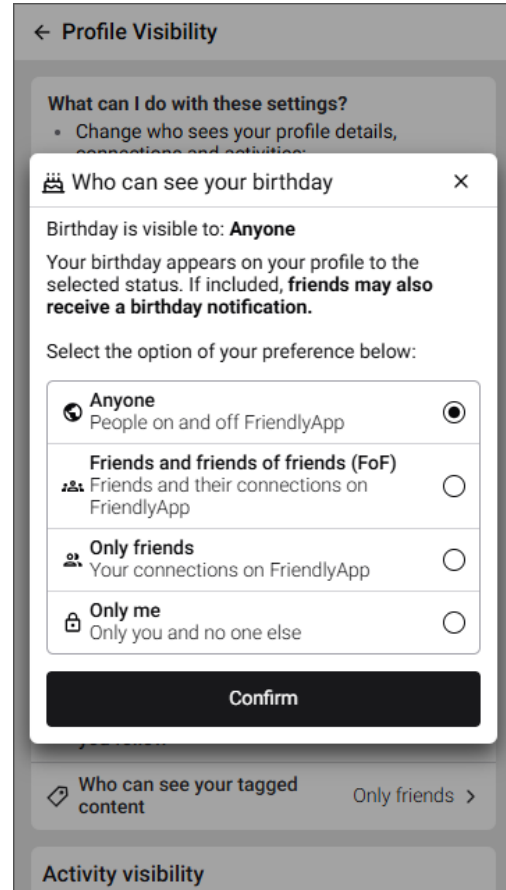 Profile Visibility
What can I do with these settings?
• Change who sees your profile details,
connections and activities:
Who can see your birthday
Birthday is visible to: Anyone
Your birthday appears on your profile to the
selected status. If included, friends may also
receive a birthday notification.
Select the option of your preference below:
Anyone
People on and off FriendlyApp
Friends and friends of friends (FoF)
Friends and their connections on
FriendlyApp
Only friends
Your connections on FriendlyApp
Only me
Only you and no one else
Confirm
you follow
Who can see your tagged
content
Only friends
Activity visibility